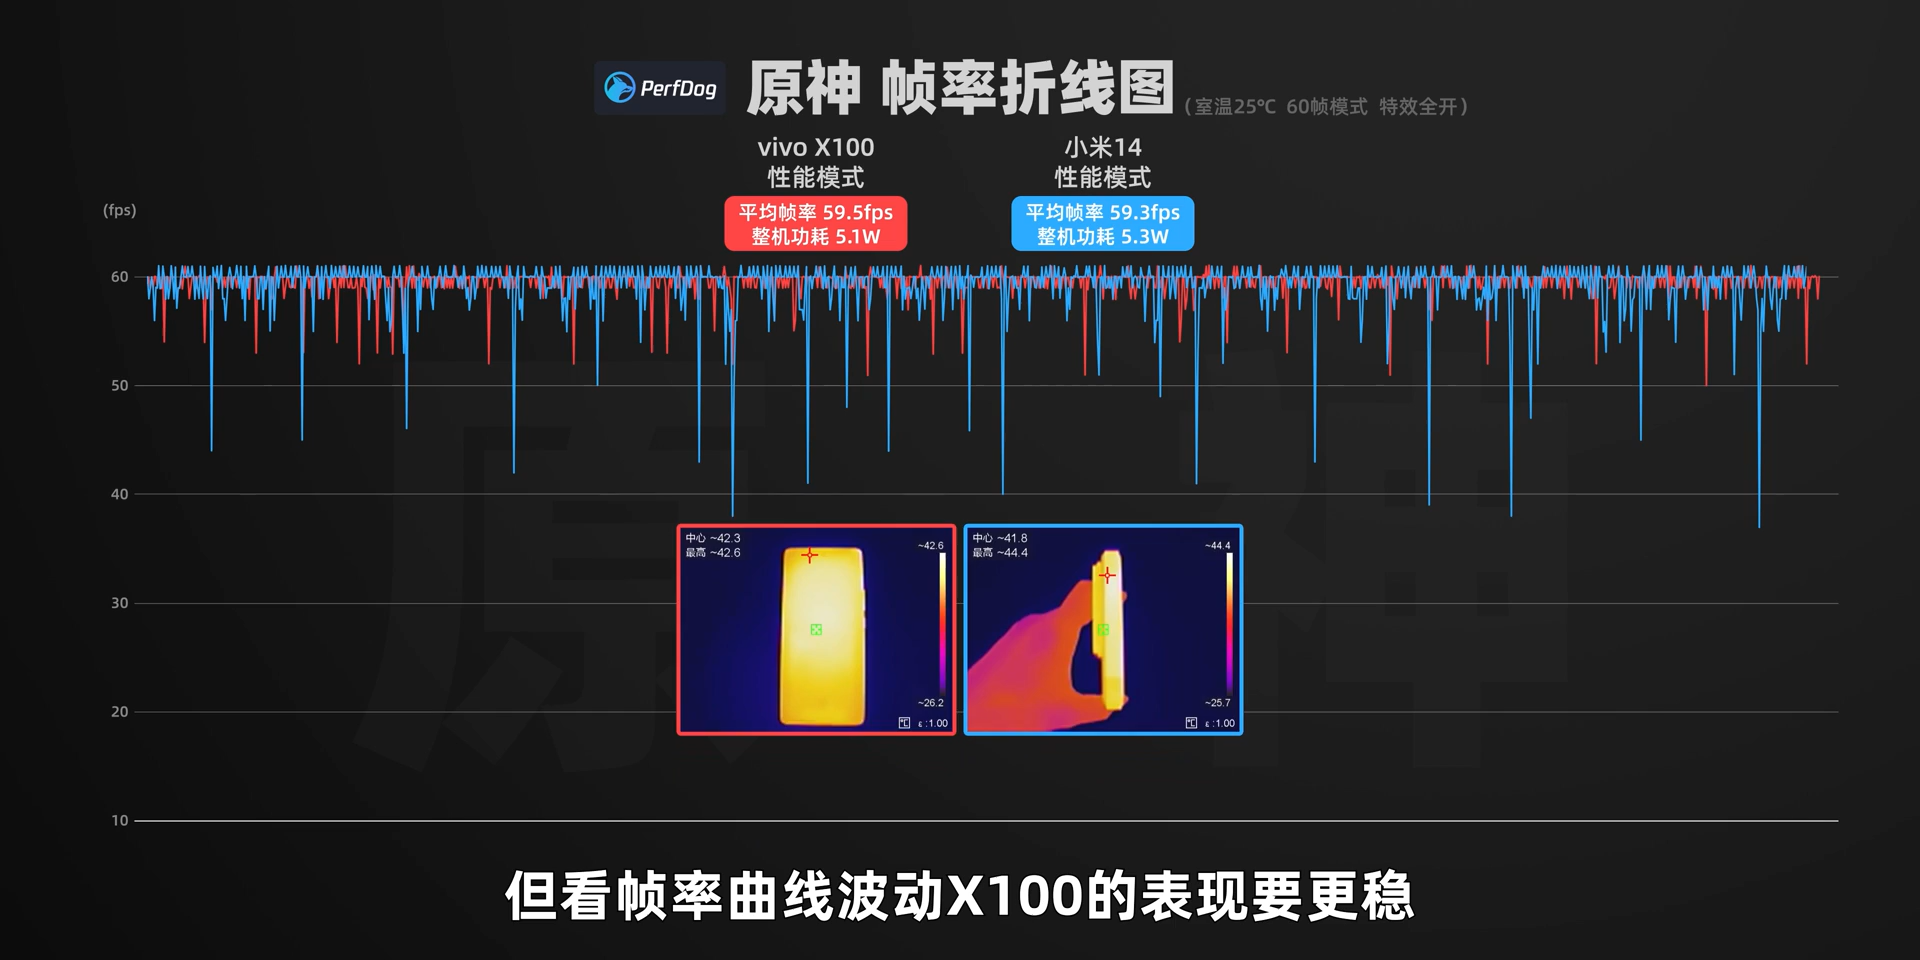 PerfDog
原神 帧率折线图
(室温25℃ 60帧模式 特效全开)
vivo X100
性能模式
平均帧率 59.5fps
整机功耗 5.1W
小米14
性能模式
平均帧率 59.3fps
整机功耗 5.3W
(fps)
60
50
40
30
20
10
原神
中心 ~42.3
最高 ~42.6
~42.6
~26.2
℃ ε :1.00
中心 ~41.8
最高 ~44.4
~44.4
~25.7
℃ ε :1.00
但看帧率曲线波动X100的表现要更稳